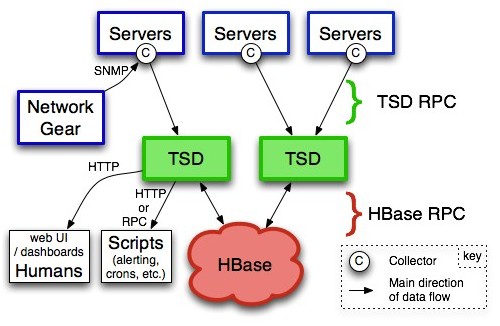 Servers
Servers
Servers
C
C
C
SNMP
Network
Gear
TSD RPC
TSD
TSD
HTTP
HTTP
or
RPC
HBase RPC
web UI
/ dashboards
Humans
Scripts
(alerting,
crons, etc.)
HBase
key
C
Collector
Main direction
of data flow